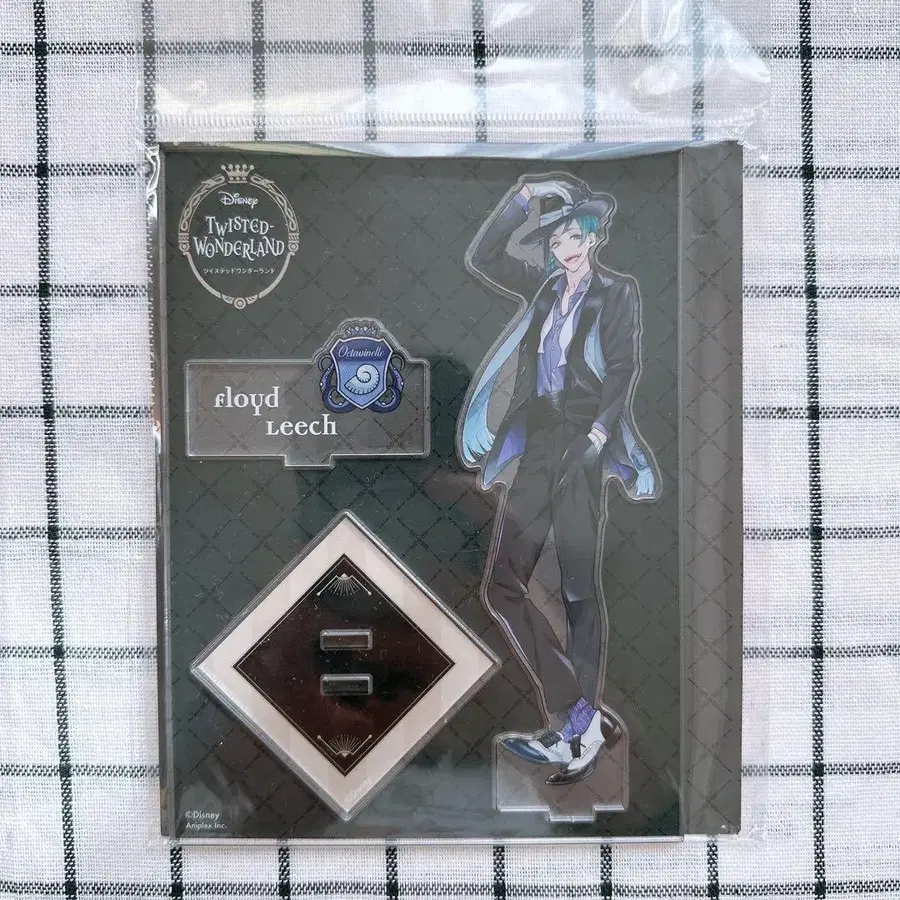 Disney
TWISTED-
WONDERLAND
ツイステッドワンダーランド
Octavinelle
Floyd
Leech
©Disney
Aniplex Inc.